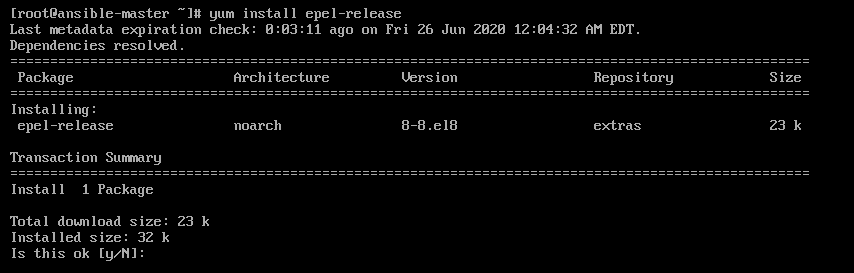 [root@ansible-master ~]# yum install epel-release
Last metadata expiration check: 0:03:11 ago on Fri 26 Jun 2020 12:04:32 AM EDT.
Dependencies resolved.
====================================================================================================
 Package                    Architecture         Version                 Repository            Size
====================================================================================================
Installing:
 epel-release               noarch               8-8.el8                 extras                23 k

Transaction Summary
====================================================================================================
Install  1 Package

Total download size: 23 k
Installed size: 32 k
Is this ok [y/N]: